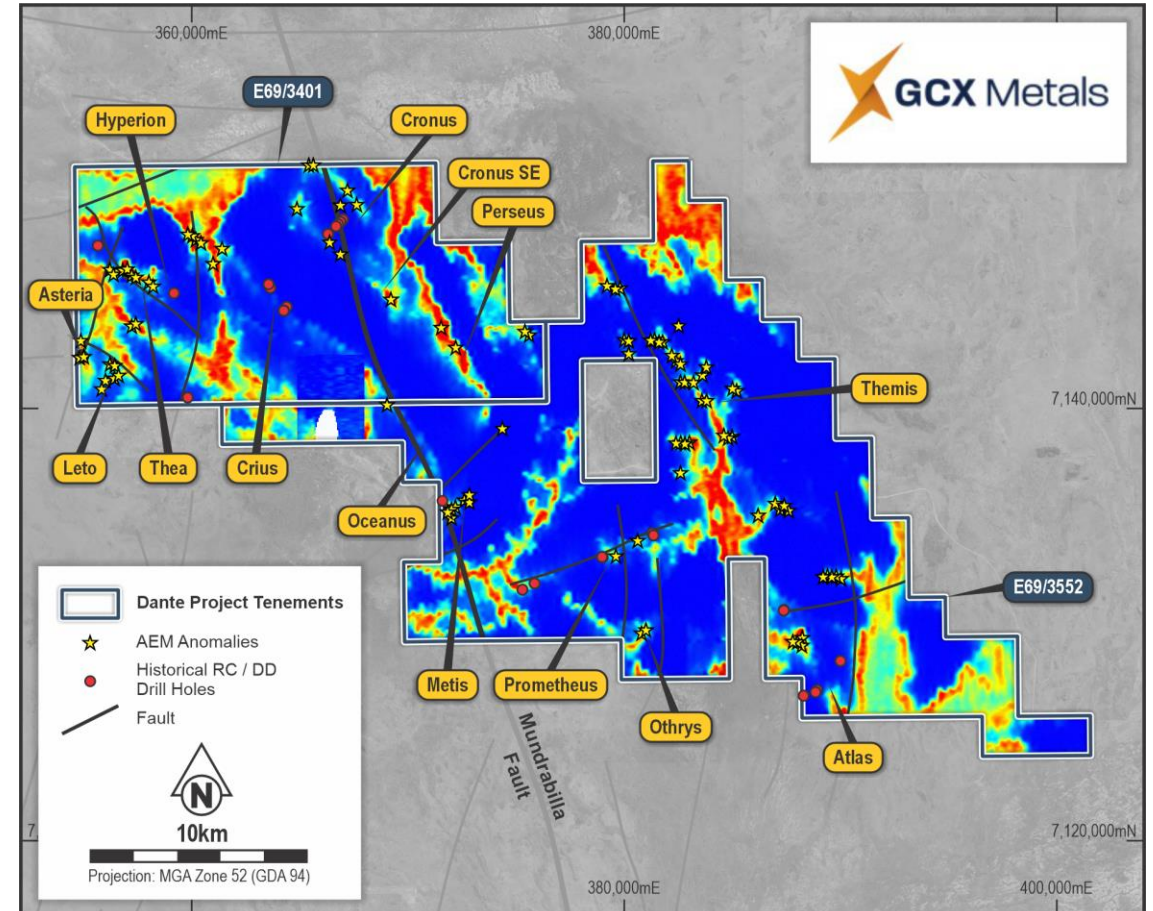 360,000mE
380,000mE
GCX Metals
E69/3401
Hyperion
Cronus
Cronus SE
Perseus
Asteria
Themis
7,140,000mN
Leto
Thea
Crius
Oceanus
E69/3552
Metis
Prometheus
Othrys
Atlas
Mundrabilla
Fault
Dante Project Tenements
AEM Anomalies
Historical RC / DD
Drill Holes
Fault
N
10km
Projection: MGA Zone 52 (GDA 94)
7,
7,120,000mN
380,000mE
400,000mE